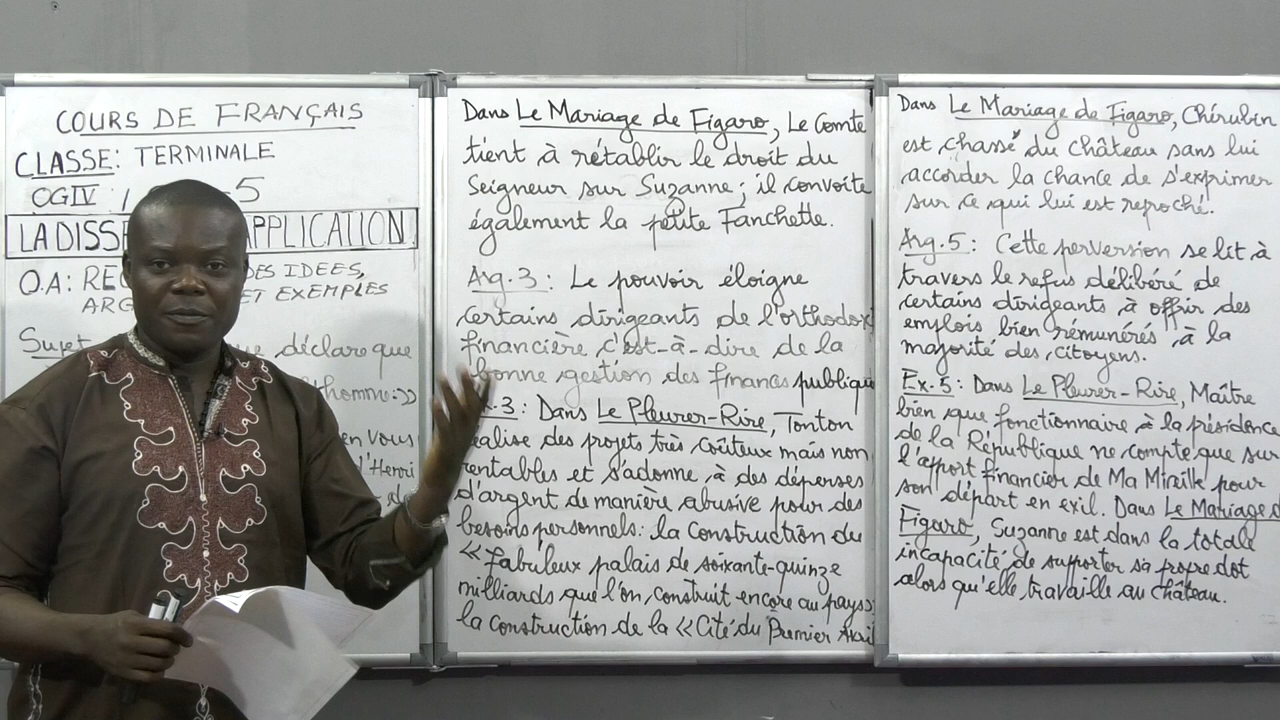 COURS DE FRANÇAIS
CLASSE: TERMINALE
OGIV : 5
LA DISSE APPLICATION
O.A: DES IDEES,
ET EXEMPLES
Sujet déclare que
homme:»
en vous
d'Henri
de
Dans Le Mariage de Figaro, Le Comte
tient à rétablir le droit du
Seigneur sur Suzanne ; il convoite
également la petite Fanchette.
Arg.3 : Le pouvoir éloigne
certains dirigeants de l'orthodox
financière c'est-à-dire de la
bonne gestion des finances publique
x.3 : Dans Le Pleurer-Rire, Tonton
réalise des projets très coûteux mais non
rentables et s'adonne à des dépenses
d'argent de manière abusive pour des
besoins personnels: la construction du
« fabuleux palais de soixante-quinze
milliards que l'on construit encore au pays»
la construction de la «Cité du Premier Avril
Dans Le Mariage de Figaro, Chérubin
est chassé du château sans lui
accorder la chance de s'exprimer
sur ce qui lui est reproché.
Arg.5 : Cette perversion se lit à
travers le refus délibéré de
certains dirigeants à offrir des
emplois bien rémunérés à la
majorité des citoyens.
Ex.5 : Dans Le Pleurer-Rire, Maître
bien que fonctionnaire à la présidence
de la République ne compte que sur
l'apport financier de Ma Mireille pour
son départ en exil. Dans Le Mariage d
Figaro, Suzanne est dans la totale
incapacité de supporter sa propre dot
alors qu'elle travaille au château.